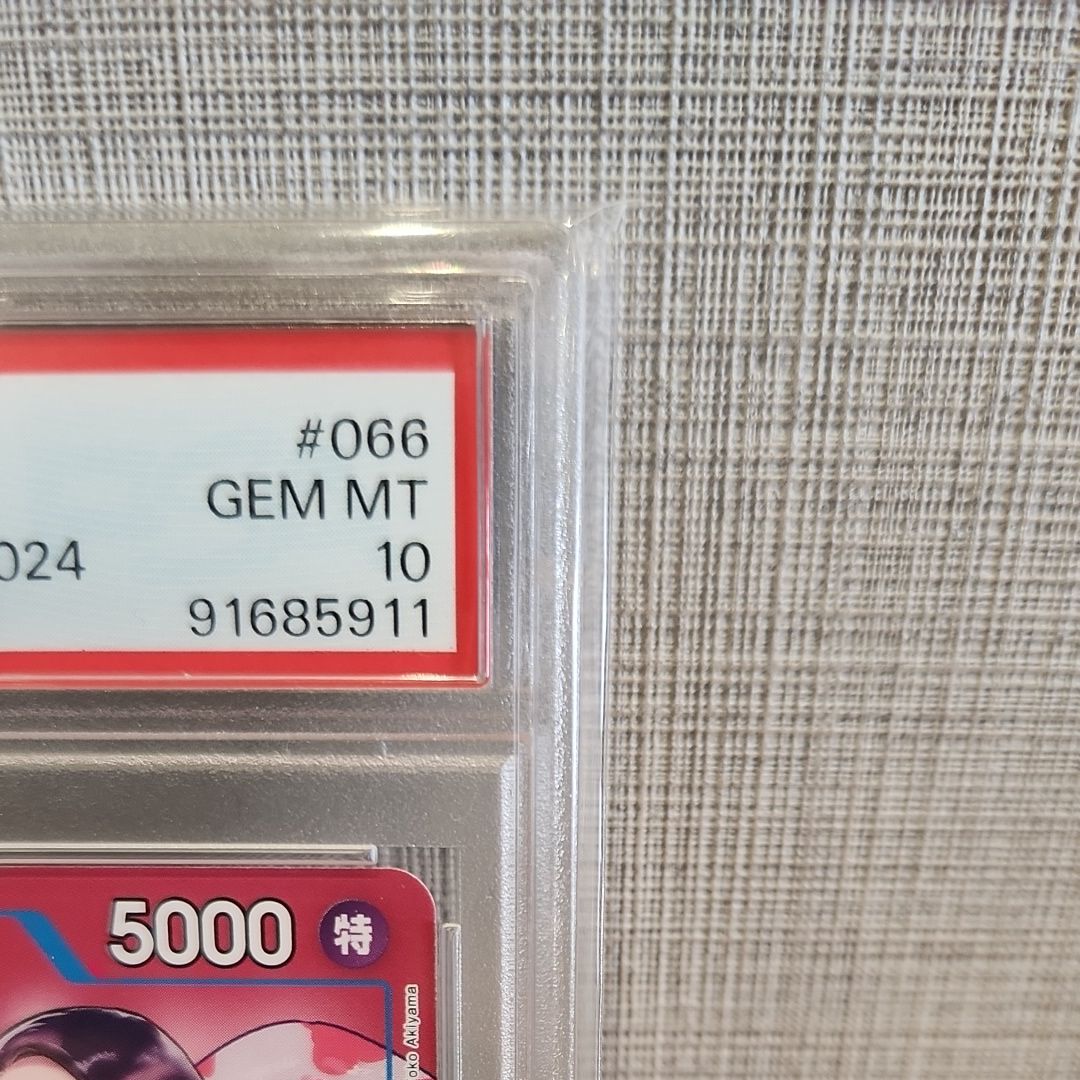 #066
GEM MT
024 10
91685911
5000 特
oko Akiyama